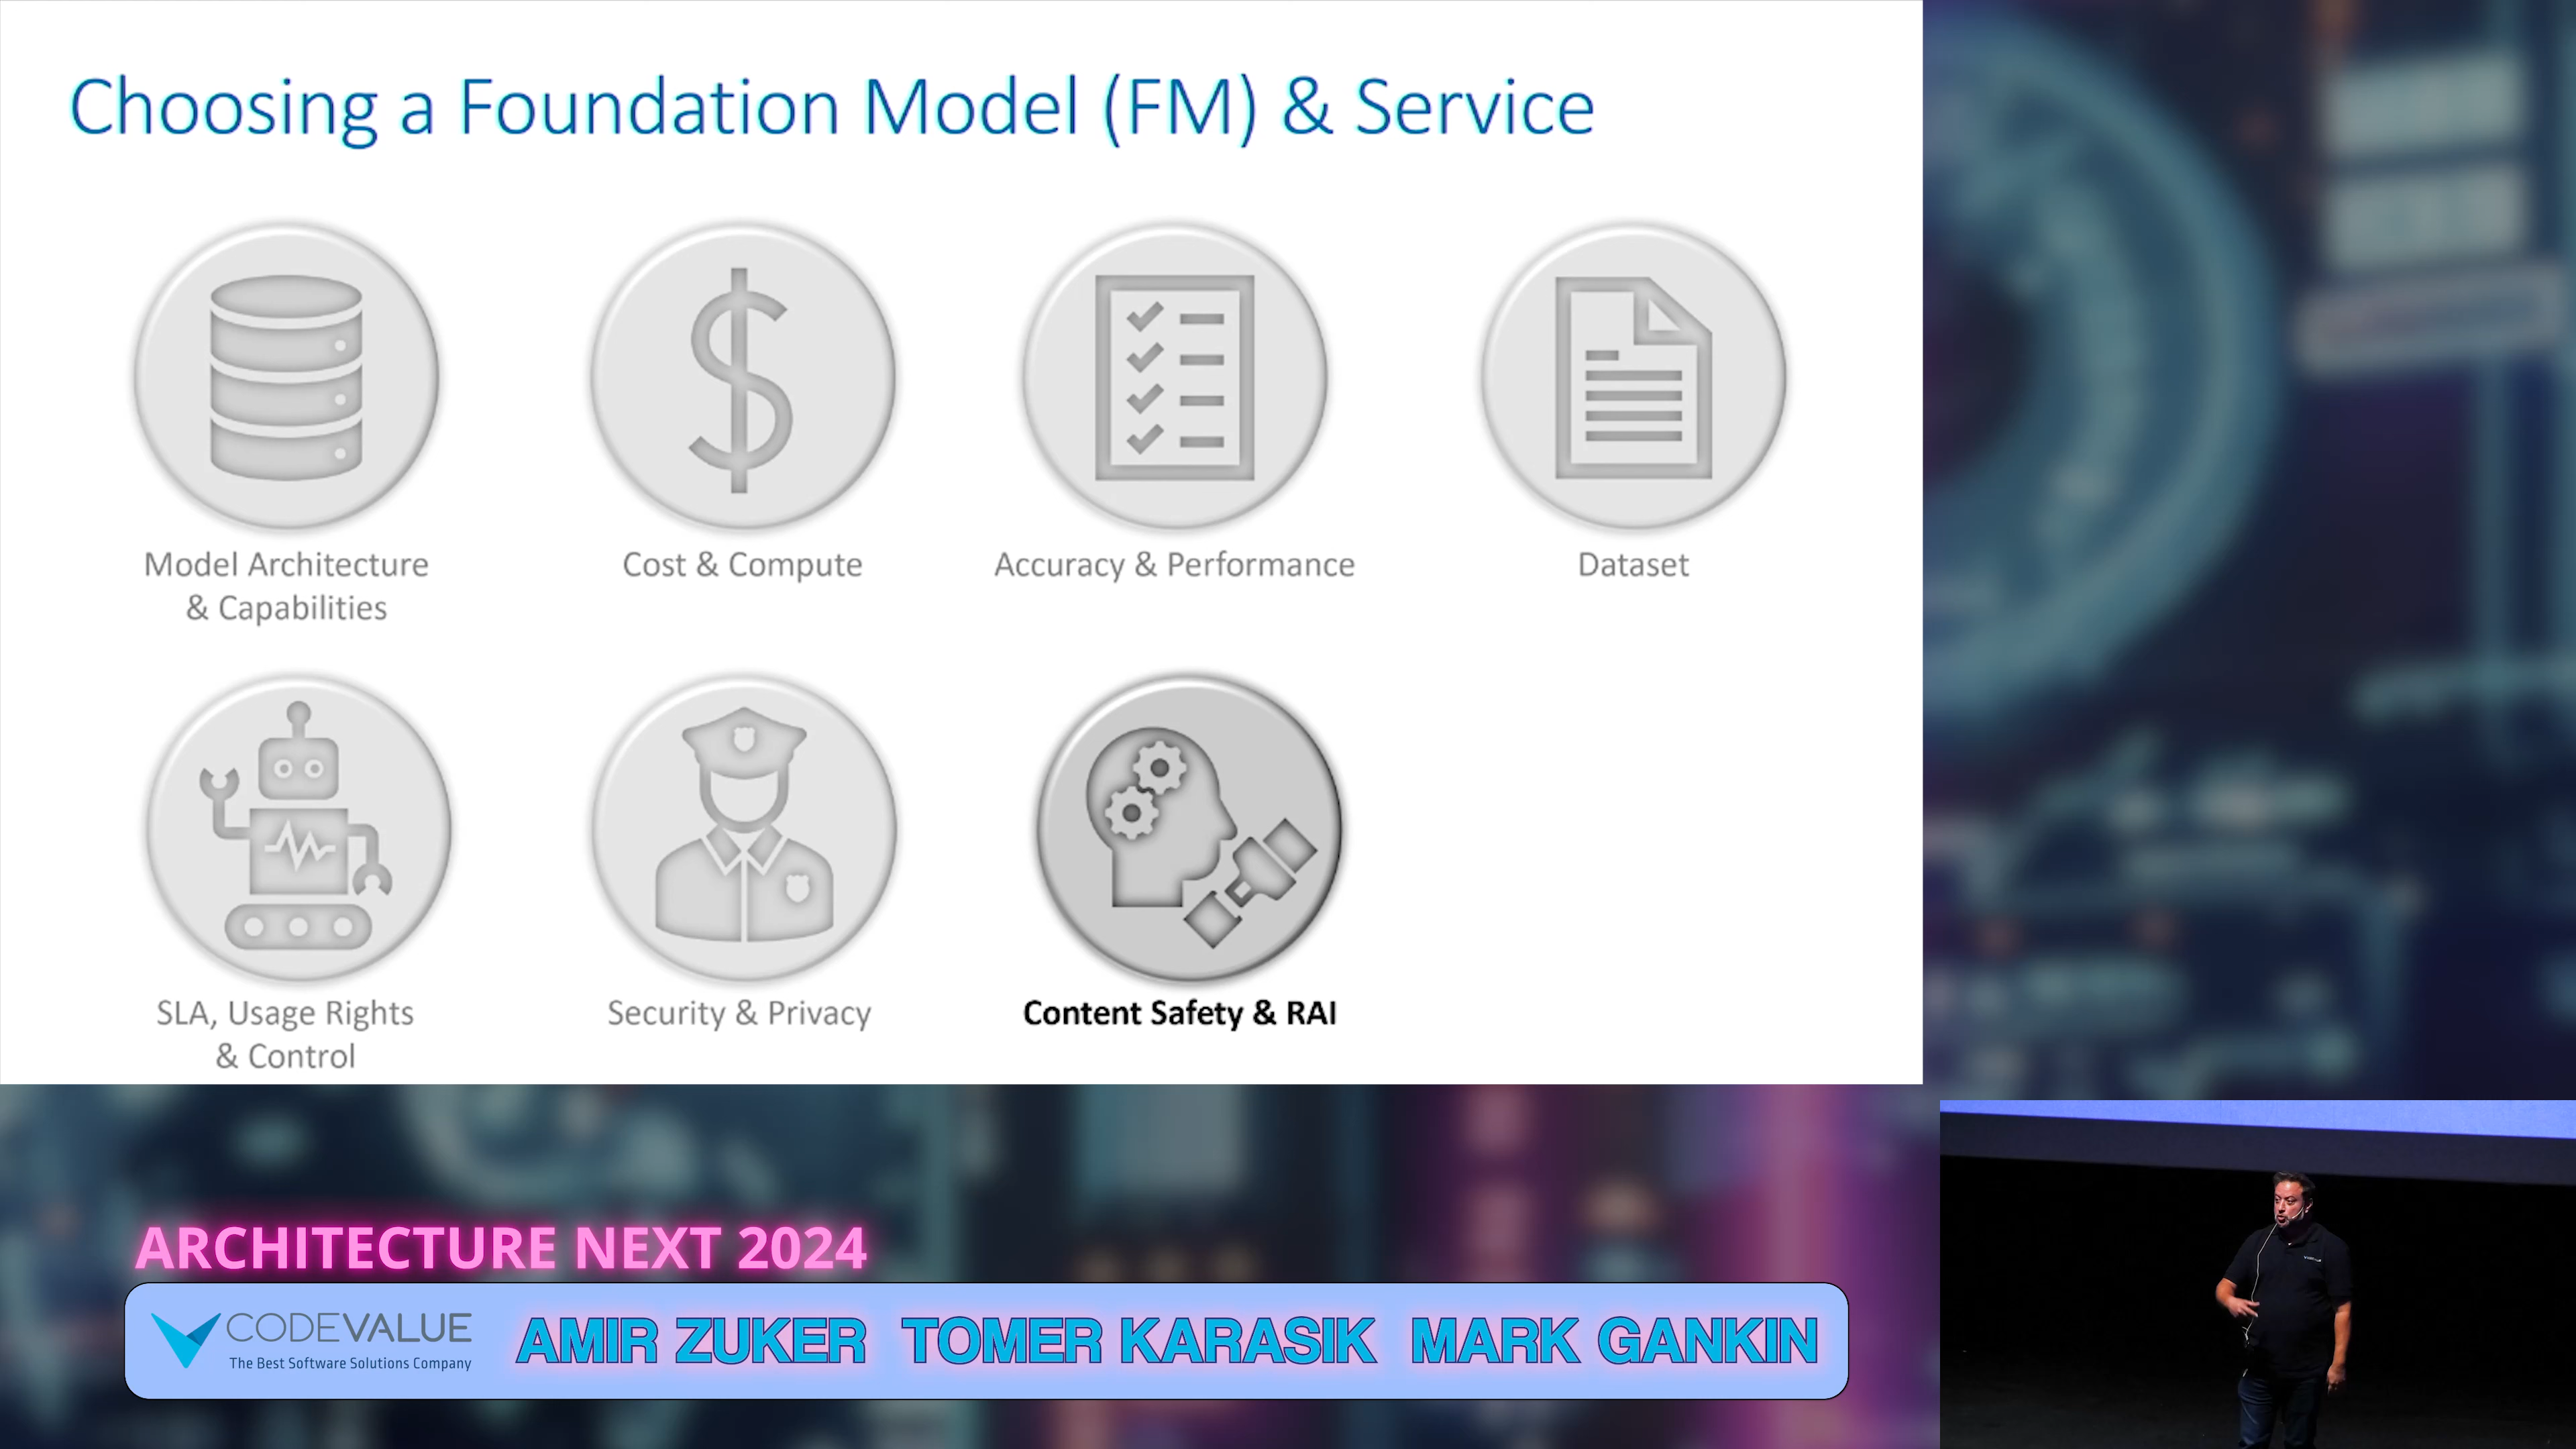 Choosing a Foundation Model (FM) & Service
Model Architecture
& Capabilities
Cost & Compute
Accuracy & Performance
Dataset
SLA, Usage Rights
& Control
Security & Privacy
Content Safety & RAI
ARCHITECTURE NEXT 2024
CODEVALUE
The Best Software Solutions Company
AMIR ZUKER TOMER KARASIK MARK GANKIN